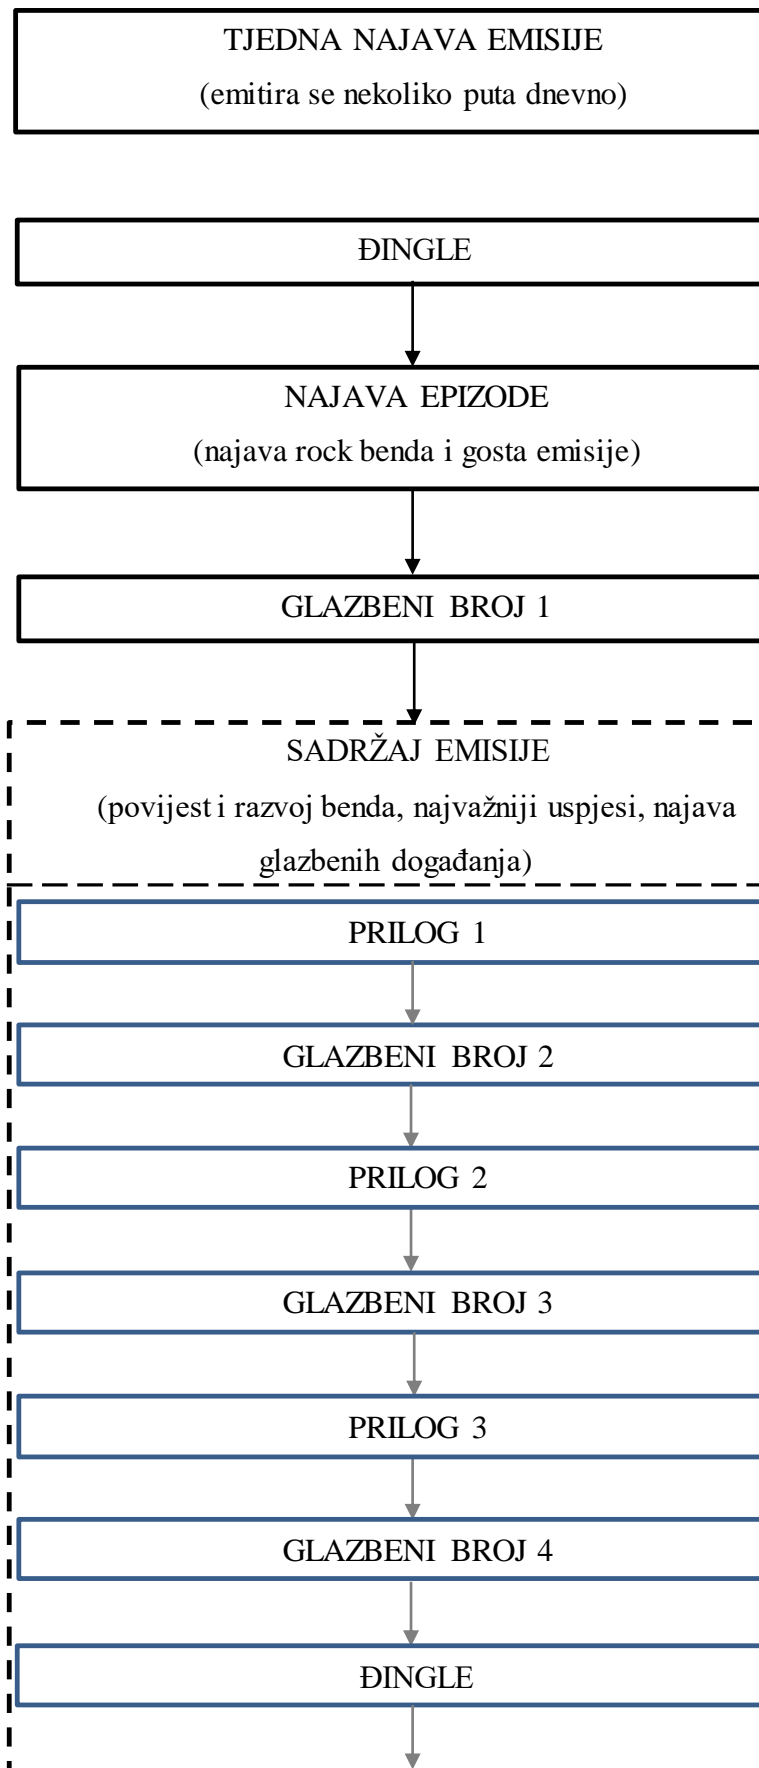 TJEDNA NAJAVA EMISIJE
(emitira se nekoliko puta dnevno)
ĐINGLE
NAJAVA EPIZODE
(najava rock benda i gosta emisije)
GLAZBENI BROJ 1
SADRŽAJ EMISIJE
(povijest i razvoj benda, najvažniji uspjesi, najava
glazbenih događanja)
PRILOG 1
GLAZBENI BROJ 2
PRILOG 2
GLAZBENI BROJ 3
PRILOG 3
GLAZBENI BROJ 4
ĐINGLE